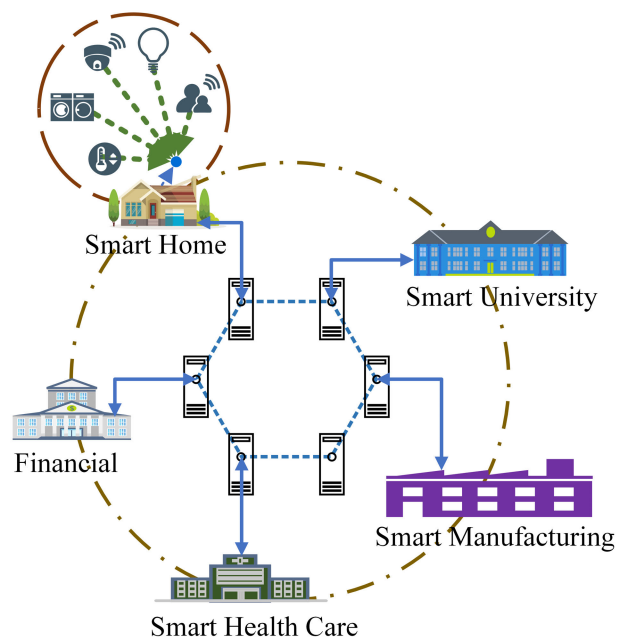 Smart Home
Smart University
Financial
Smart Manufacturing
Smart Health Care